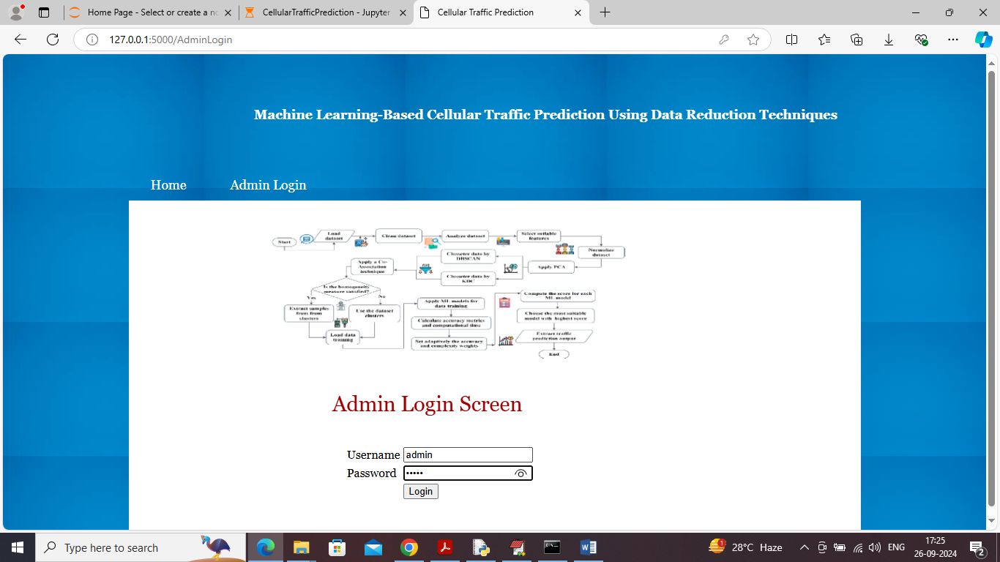 Home Page - Select or create a no
CellularTrafficPrediction - Jupyter
Cellular Traffic Prediction
127.0.0.1:5000/AdminLogin
Machine Learning-Based Cellular Traffic Prediction Using Data Reduction Techniques
Home
Admin Login
Start
Load
dataset
Clean dataset
Analyze dataset
Select suitable
features
Normalize
dataset
Apply PCA
Cluseter data by
DBSCAN
Cluseter data by
KDC
Apply a Co-
Association
technique
Is the homogeneity
measure satisfied?
Yes
No
Extract samples
from from
clusters
Use the dataset
clusters
Load data
training
Apply ML models for
data training
Calculate accuracy metrics
and computational time
Set adaptively the accuracy
and complexity weights
Compute the score for each
ML model
Choose the most suitable
model with highest score
Extract traffic
prediction output
End
Admin Login Screen
Username admin
Password •••••
Login
Type here to search
1
28°C Haze
ENG
17:25
26-09-2024
2